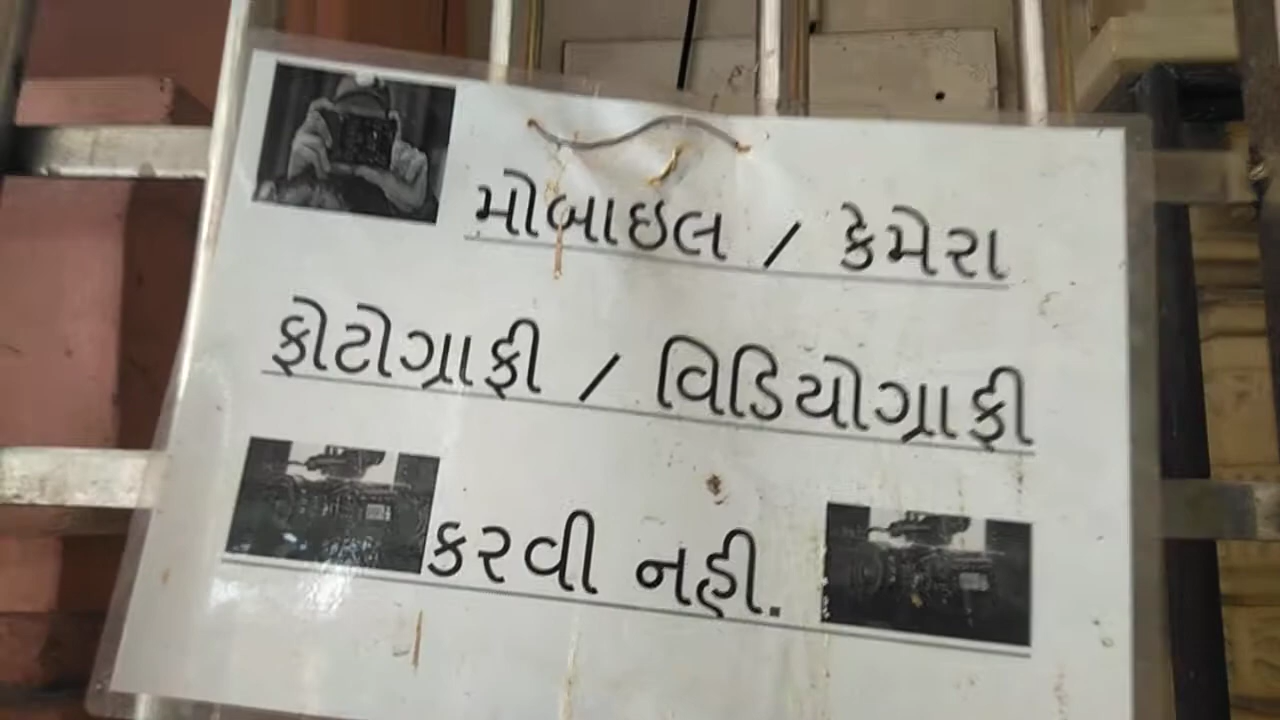 મોબાઇલ / કેમેરા
ફોટોગ્રાફી / વિડિયોગ્રાફી
કરવી નહી.